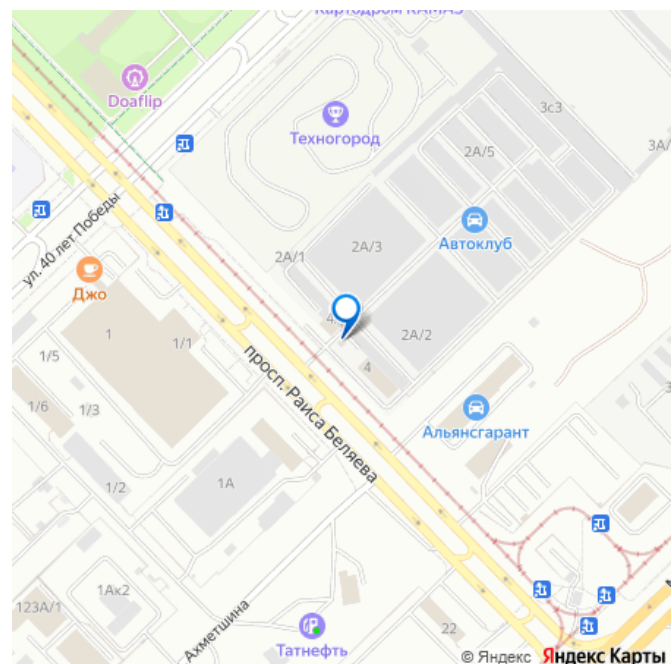 Картодром КАМАЗ
Doaflip
3с3
Техногород
2А/5
3А/
ул. 40 лет Победы
Автоклуб
2А/3
2А/1
Джо
1
1/1
4
2А/2
4
1/5
просп. Раиса Беляева
1/6
1/3
Альянсгарант
1/2
1А
1Ак2
123А/1
Ахметшина
Татнефть
22
© Яндекс Яндекс Карты